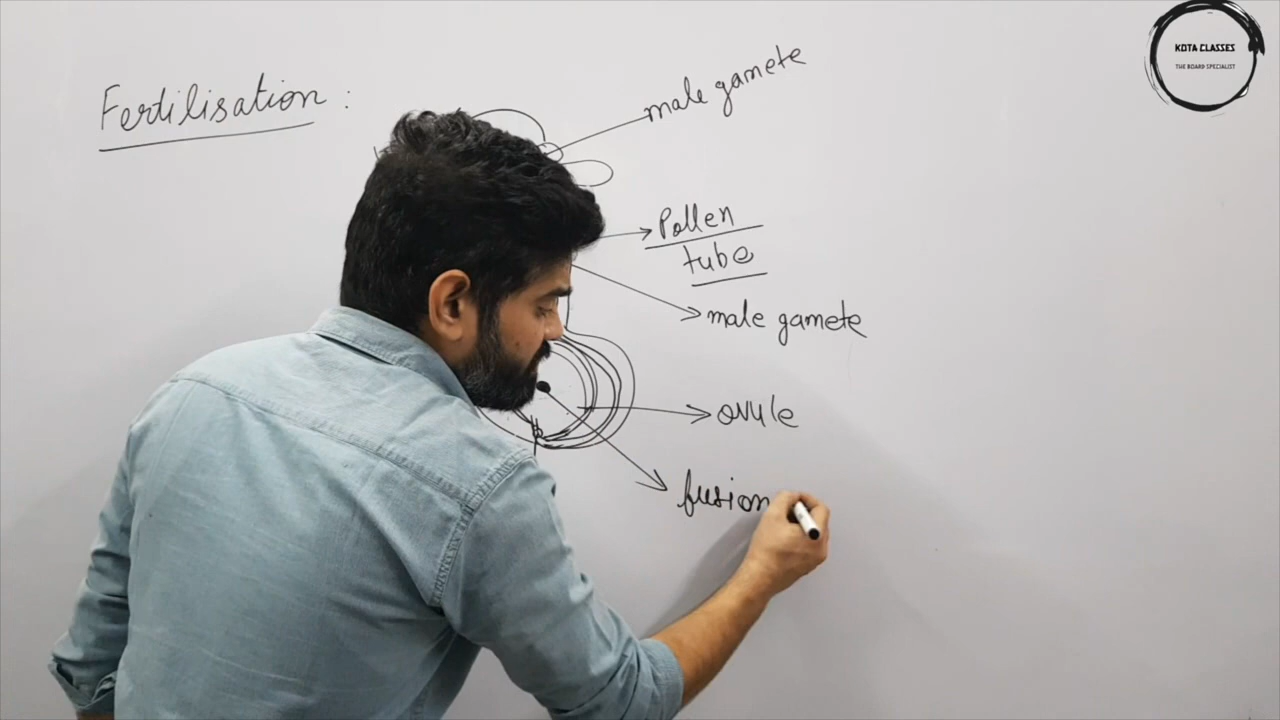 Fertilisation :
male gamete
Pollen
tube
male gamete
ovule
fusion
KOTA CLASSES
THE BOARD SPECIALIST